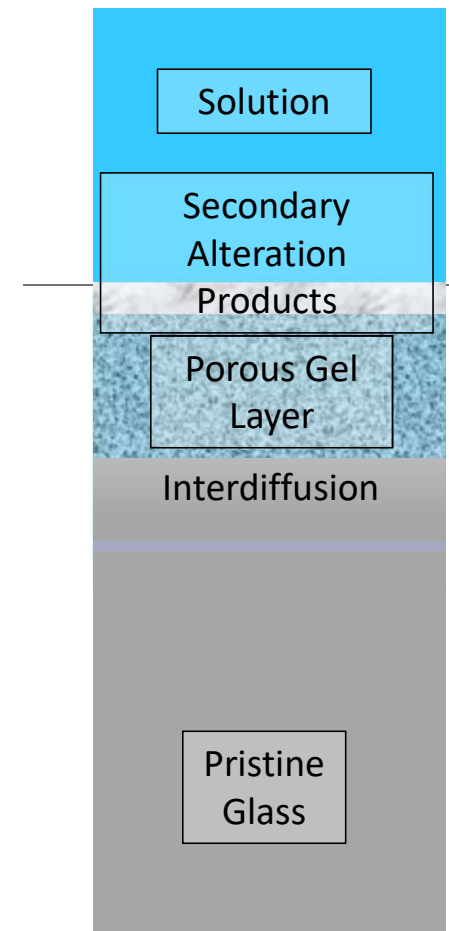 Solution
Secondary
Alteration
Products
Porous Gel
Layer
Interdiffusion
Pristine
Glass